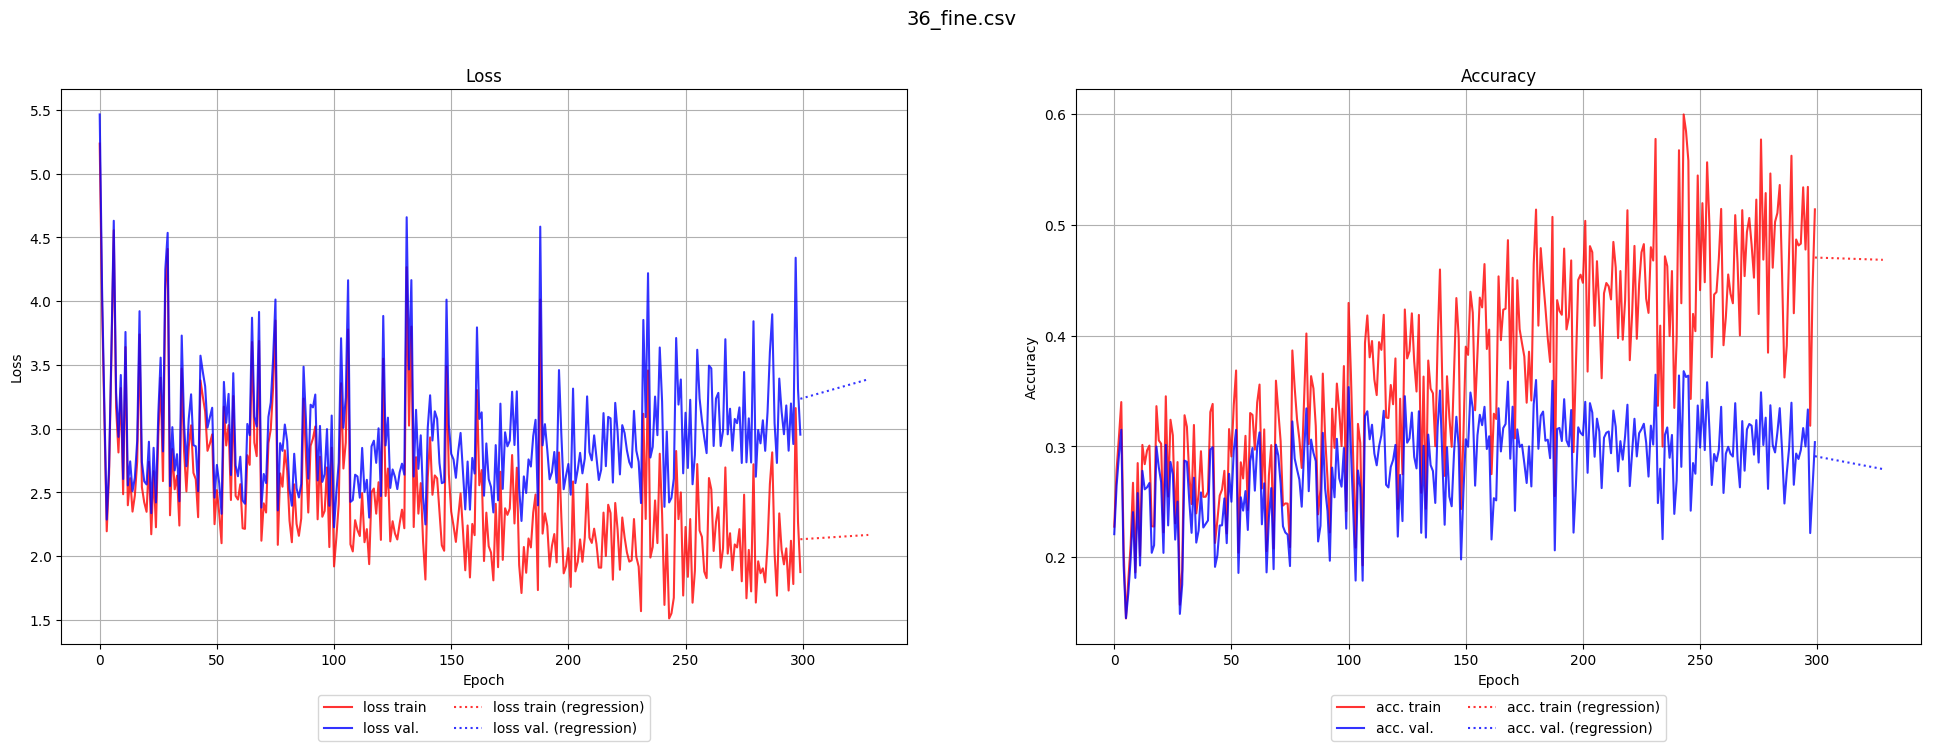 36_fine.csv
Loss
5.5
5.0
4.5
4.0
3.5
3.0
2.5
2.0
1.5
Loss
0 50 100 150 200 250 300
Epoch
loss train loss train (regression)
loss val. loss val. (regression)
Accuracy
0.6
0.5
0.4
0.3
0.2
Accuracy
0 50 100 150 200 250 300
Epoch
acc. train acc. train (regression)
acc. val. acc. val. (regression)